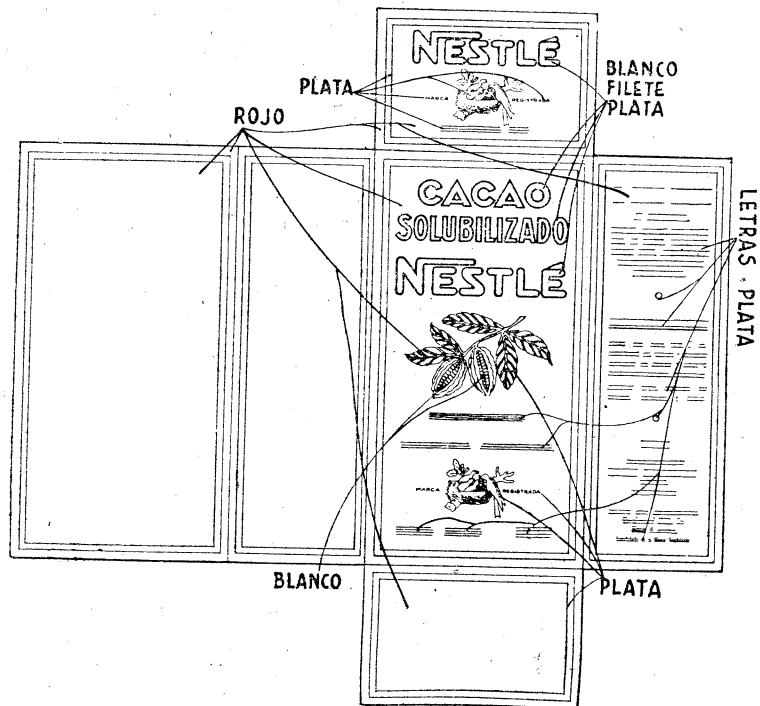 NESTLÉ
MARCA REGISTRADA
PLATA
BLANCO
FILETE
PLATA
ROJO
CACAO
SOLUBILIZADO
NESTLÉ
LETRAS PLATA
MARCA REGISTRADA
BLANCO
PLATA